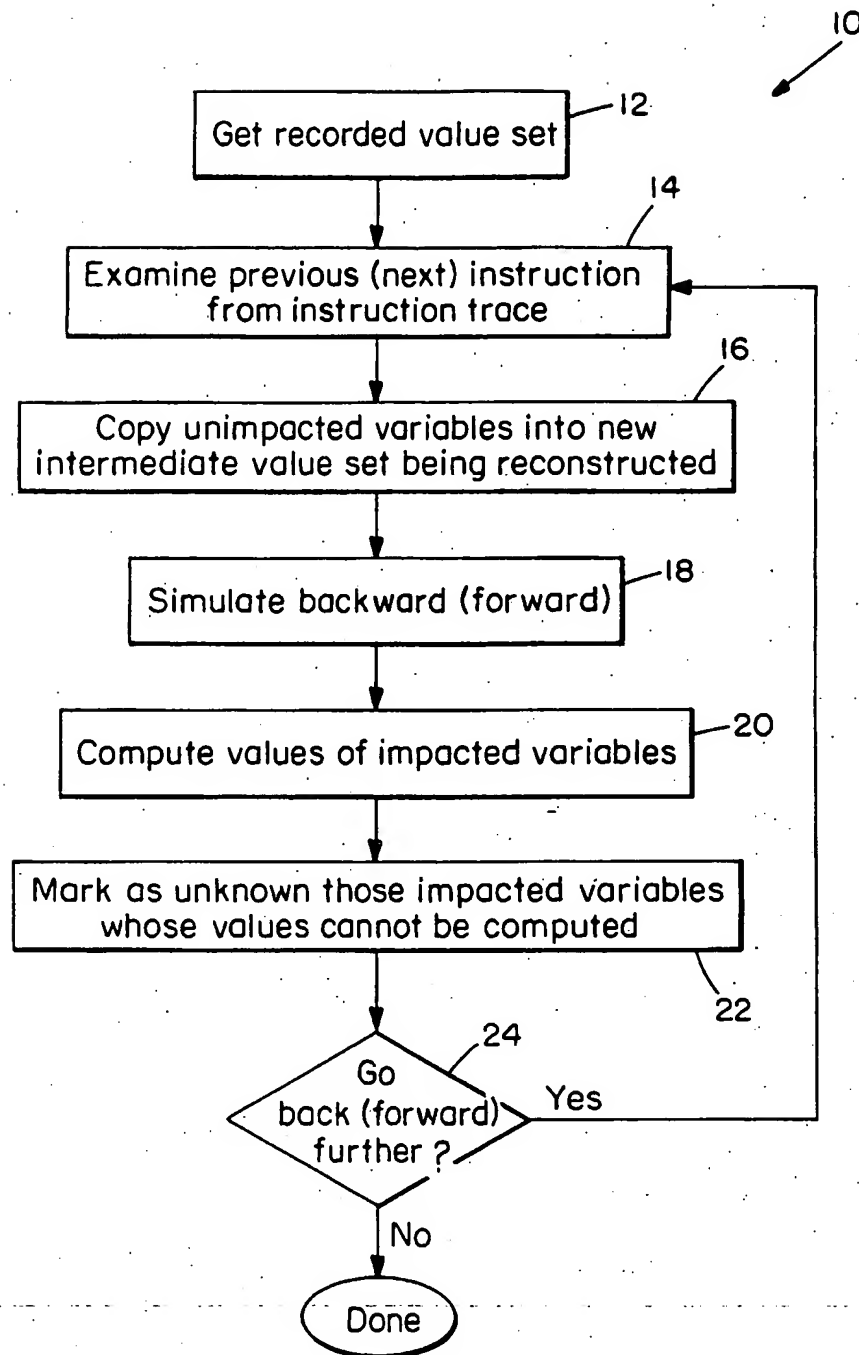 10
Get recorded value set
12
14
Examine previous (next) instruction
from instruction trace
16
Copy unimpacted variables into new
intermediate value set being reconstructed
Simulate backward (forward)
18
Compute values of impacted variables
20
Mark as unknown those impacted variables
whose values cannot be computed
22
24
Go
back (forward)
further ?
Yes
No
Done